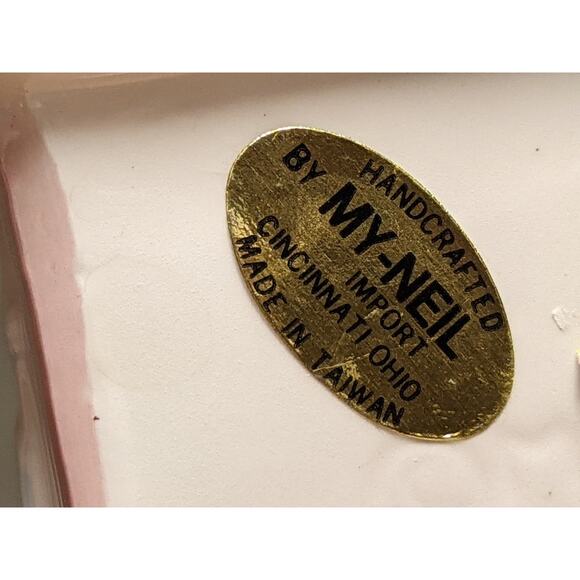 HANDCRAFTED
BY
MY-NEIL
IMPORT
CINCINNATI OHIO
MADE IN TAIWAN